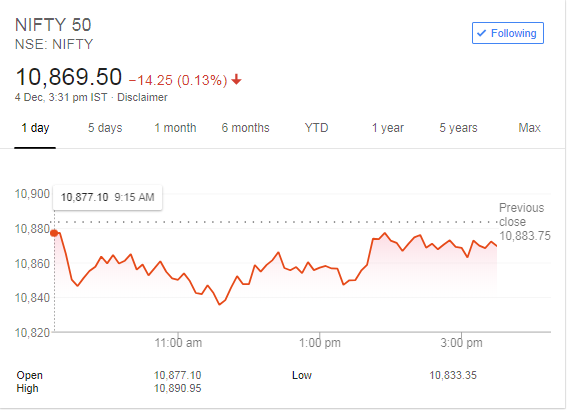 NIFTY 50
NSE: NIFTY
Following
10,869.50 −14.25 (0.13%)
4 Dec, 3:31 pm IST · Disclaimer
1 day 5 days 1 month 6 months YTD 1 year 5 years Max
10,877.10 9:15 AM
10,900
10,880
10,860
10,840
10,820
Previous
close
10,883.75
11:00 am 1:00 pm 3:00 pm
Open 10,877.10 Low 10,833.35
High 10,890.95